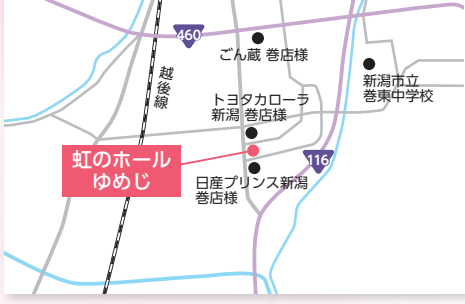 460
ごん蔵 巻店様
越後線
新潟市立
巻東中学校
トヨタカローラ
新潟 巻店様
虹のホール
ゆめじ
116
日産プリンス新潟
巻店様